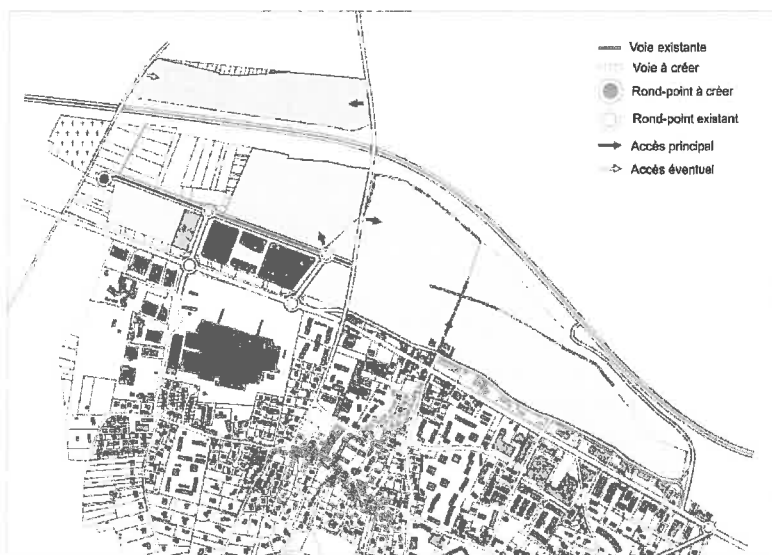 Voie existante
Voie à créer
Rond-point à créer
Rond-point existant
Accès principal
Accès éventuel